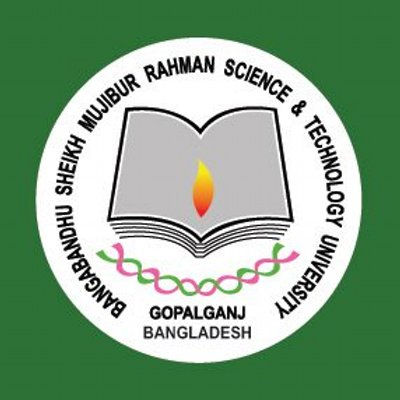 BANGABANDHU SHEIKH MUJIBUR RAHMAN SCIENCE & TECHNOLOGY UNIVERSITY
GOPALGANJ
BANGLADESH